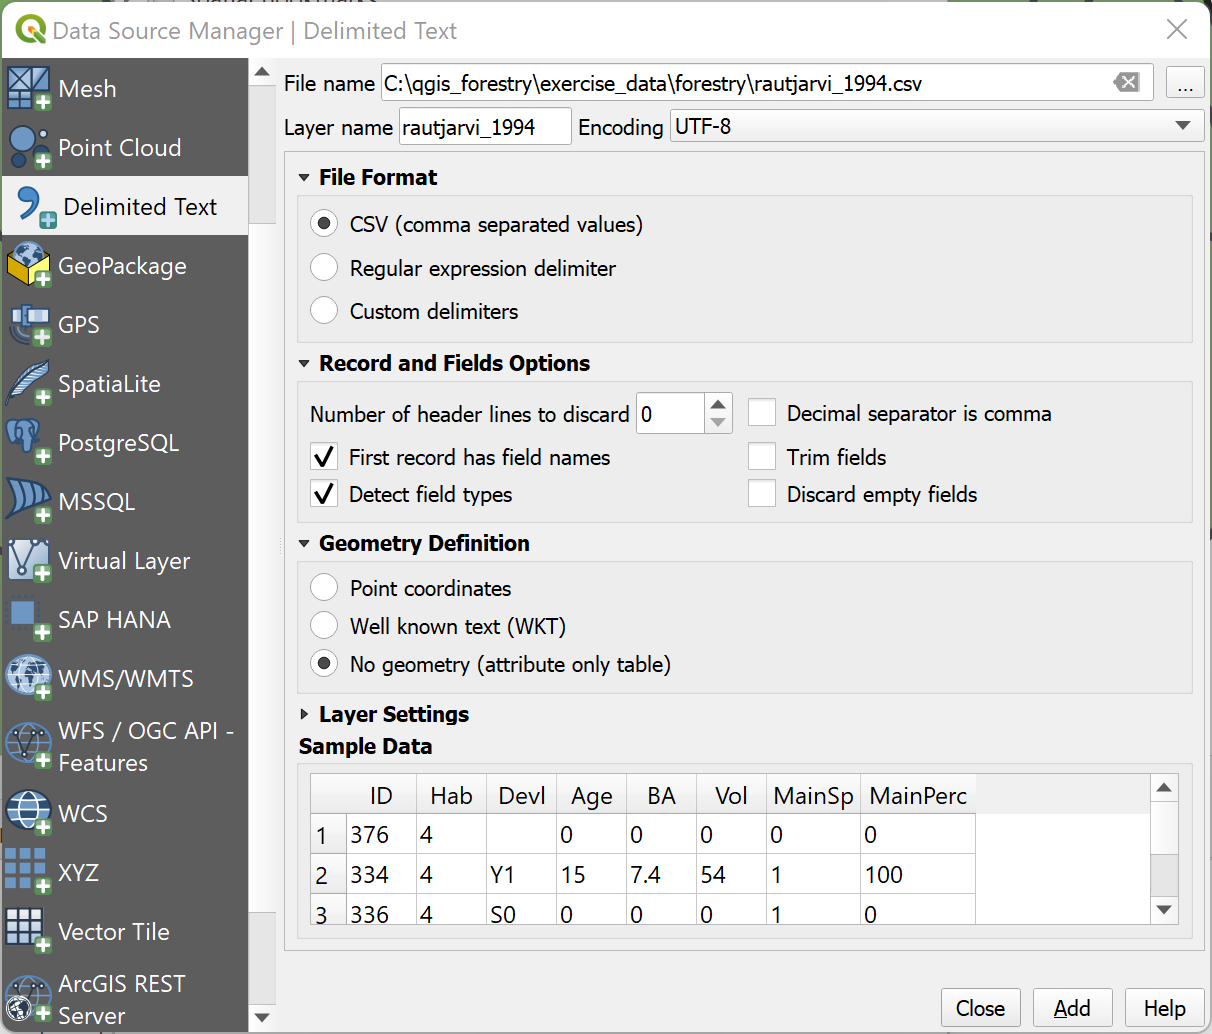 Data Source Manager | Delimited Text
Mesh
Point Cloud
Delimited Text
GeoPackage
GPS
SpatiaLite
PostgreSQL
MSSQL
Virtual Layer
SAP HANA
WMS/WMTS
WFS / OGC API -
Features
WCS
XYZ
Vector Tile
ArcGIS REST
Server
File name C:\qgis_forestry\exercise_data\forestry\rautjarvi_1994.csv ...
Layer name rautjarvi_1994 Encoding UTF-8
File Format
CSV (comma separated values)
Regular expression delimiter
Custom delimiters
Record and Fields Options
Number of header lines to discard 0 Decimal separator is comma
First record has field names Trim fields
Detect field types Discard empty fields
Geometry Definition
Point coordinates
Well known text (WKT)
No geometry (attribute only table)
Layer Settings
Sample Data
ID Hab Devl Age BA Vol MainSp MainPerc
1 376 4 0 0 0 0 0
2 334 4 Y1 15 7.4 54 1 100
3 336 4 S0 0 0 0 1 0
Close Add Help